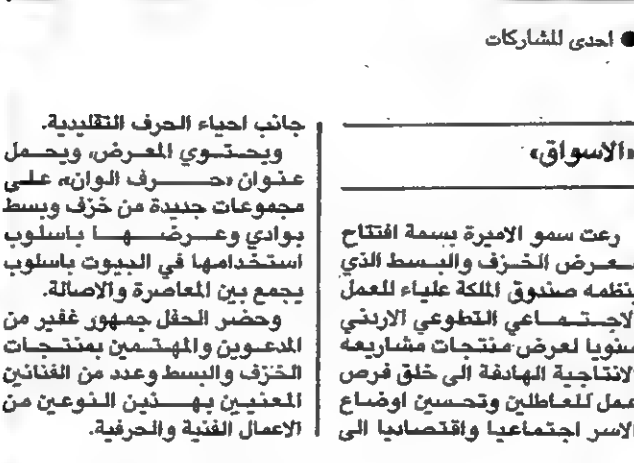 ● احدى المشاركات
«الاسواق»
رعت سمو الاميرة بسمة افتتاح
معرض الخزف والبسط الذي
ينظمه صندوق الملكة علياء للعمل
الاجتماعي التطوعي الاردني
سنويا لعرض منتجات مشاريعه
الانتاجية الهادفة الى خلق فرص
عمل للعاطلين وتحسين اوضاع
الاسر اجتماعيا واقتصاديا الى
جانب احياء الحرف التقليدية.
ويحتوي المعرض، ويحمل
عنوان «حرف الوان» على
مجموعات جديدة من خزف وبسط
بوادي وعرضها باسلوب
استخدامها في البيوت باسلوب
يجمع بين المعاصرة والاصالة.
وحضر الحفل جمهور غفير من
المدعوين والمهتمين بمنتجات
الخزف والبسط وعدد من الفنانين
المعنيين بهذين النوعين من
الاعمال الفنية والحرفية.